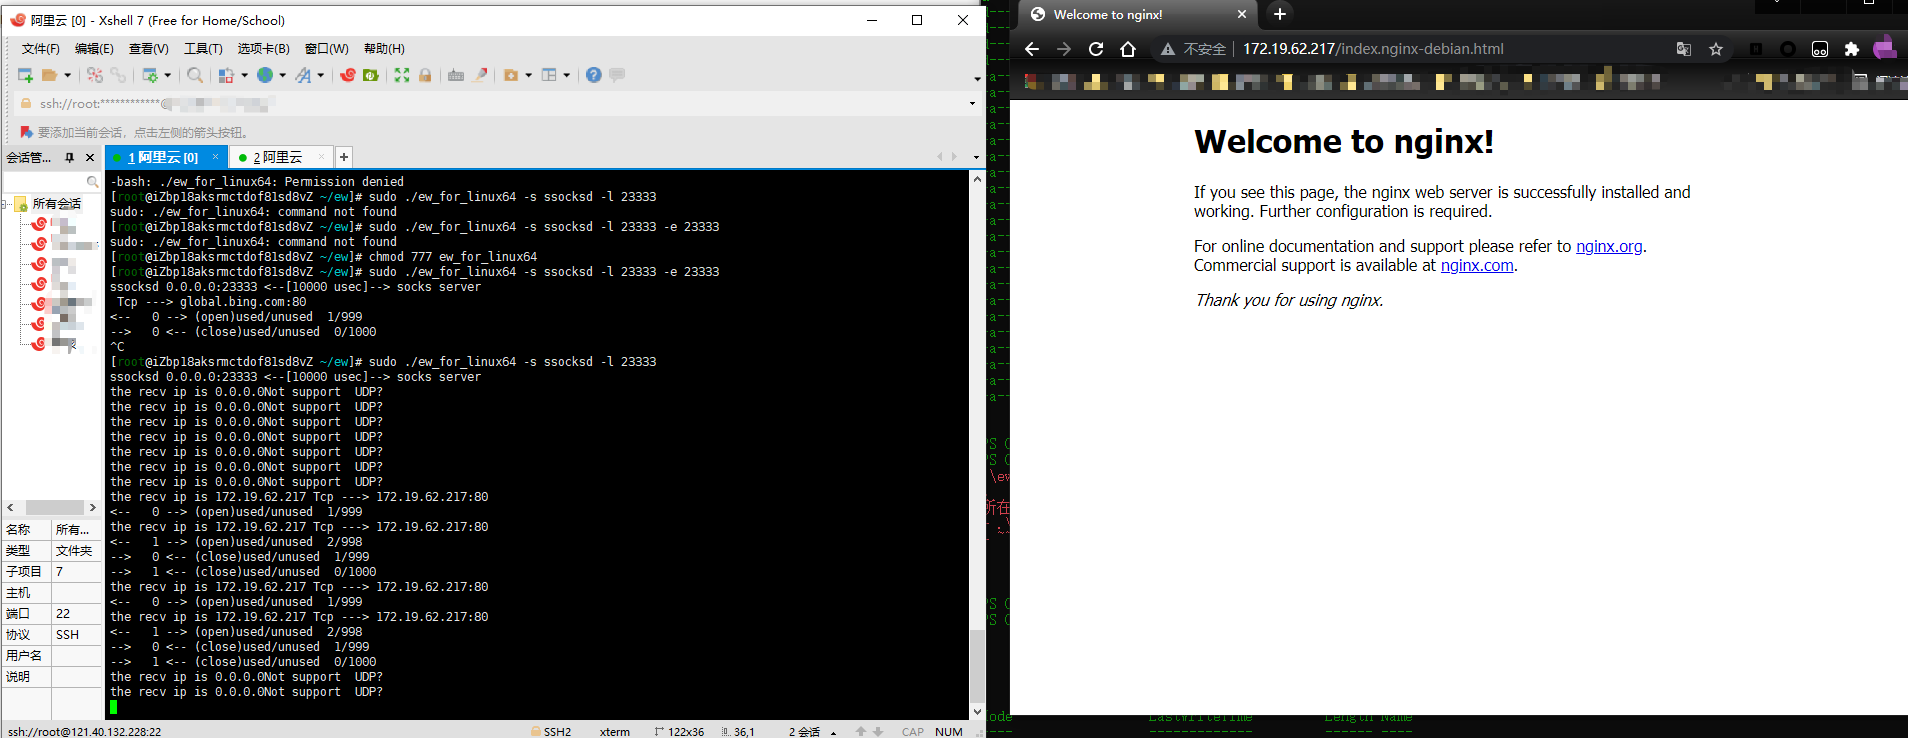 阿里云 [0] - Xshell 7 (Free for Home/School)
文件(F) 编辑(E) 查看(V) 工具(T) 选项卡(B) 窗口(W) 帮助(H)
ssh://root:************@
要添加当前会话，点击左侧的箭头按钮。
会话管...
1 阿里云 [0] ×
2 阿里云 ×
所有会话
名称 所有...
类型 文件夹
子项目 7
主机
端口 22
协议 SSH
用户名
说明
-bash: ./ew_for_linux64: Permission denied
[root@iZbp18aksrmctdof81sd8vZ ~/ew]# sudo ./ew_for_linux64 -s ssocksd -l 23333
sudo: ./ew_for_linux64: command not found
[root@iZbp18aksrmctdof81sd8vZ ~/ew]# sudo ./ew_for_linux64 -s ssocksd -l 23333 -e 23333
sudo: ./ew_for_linux64: command not found
[root@iZbp18aksrmctdof81sd8vZ ~/ew]# chmod 777 ew_for_linux64
[root@iZbp18aksrmctdof81sd8vZ ~/ew]# sudo ./ew_for_linux64 -s ssocksd -l 23333 -e 23333
ssocksd 0.0.0.0:23333 <--[10000 usec]--> socks server
Tcp ---> global.bing.com:80
<-- 0 --> (open)used/unused 1/999
--> 0 <-- (close)used/unused 0/1000
^C
[root@iZbp18aksrmctdof81sd8vZ ~/ew]# sudo ./ew_for_linux64 -s ssocksd -l 23333
ssocksd 0.0.0.0:23333 <--[10000 usec]--> socks server
the recv ip is 0.0.0.0Not support UDP?
the recv ip is 0.0.0.0Not support UDP?
the recv ip is 0.0.0.0Not support UDP?
the recv ip is 0.0.0.0Not support UDP?
the recv ip is 0.0.0.0Not support UDP?
the recv ip is 0.0.0.0Not support UDP?
the recv ip is 0.0.0.0Not support UDP?
the recv ip is 172.19.62.217 Tcp ---> 172.19.62.217:80
<-- 0 --> (open)used/unused 1/999
the recv ip is 172.19.62.217 Tcp ---> 172.19.62.217:80
<-- 1 --> (open)used/unused 2/998
--> 0 <-- (close)used/unused 1/999
--> 1 <-- (close)used/unused 0/1000
the recv ip is 172.19.62.217 Tcp ---> 172.19.62.217:80
<-- 0 --> (open)used/unused 1/999
the recv ip is 172.19.62.217 Tcp ---> 172.19.62.217:80
<-- 1 --> (open)used/unused 2/998
--> 0 <-- (close)used/unused 1/999
--> 1 <-- (close)used/unused 0/1000
the recv ip is 0.0.0.0Not support UDP?
the recv ip is 0.0.0.0Not support UDP?
ssh://root@121.40.132.228:22 SSH2 xterm 122x36 36,1 2 会话 CAP NUM
Welcome to nginx!
不安全 | 172.19.62.217/index.nginx-debian.html
Welcome to nginx!
If you see this page, the nginx web server is successfully installed and
working. Further configuration is required.
For online documentation and support please refer to nginx.org.
Commercial support is available at nginx.com.
Thank you for using nginx.
LastWriteTime Length Name